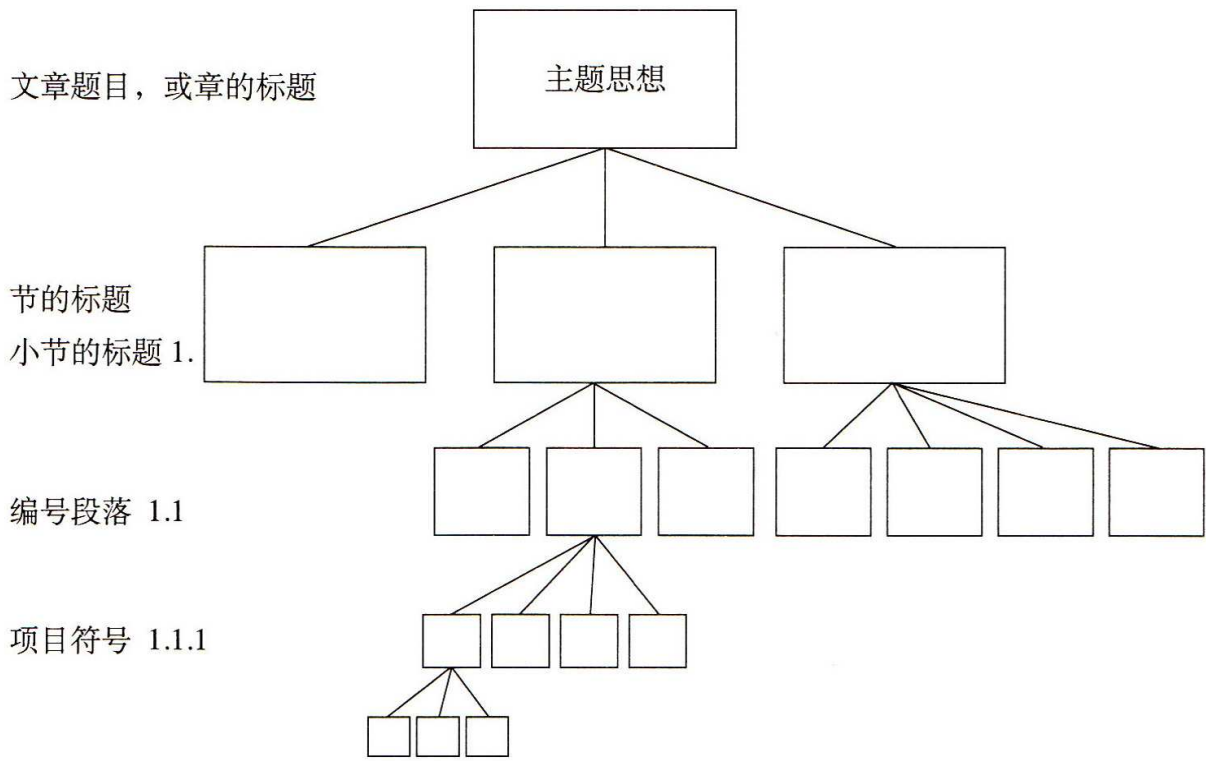 文章题目，或章的标题
主题思想
节的标题
小节的标题 1.
编号段落 1.1
项目符号 1.1.1